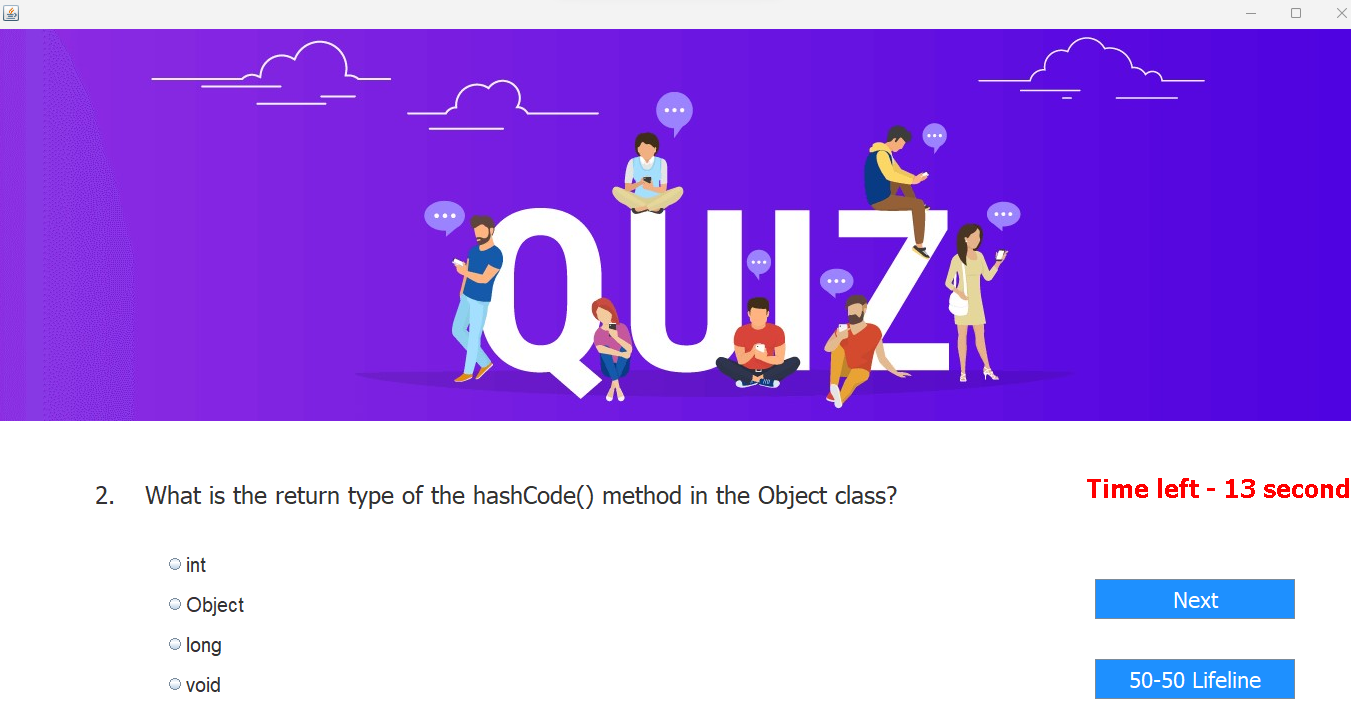 QUIZ
2. What is the return type of the hashCode() method in the Object class?
Time left - 13 second
int
Object
long
void
Next
50-50 Lifeline